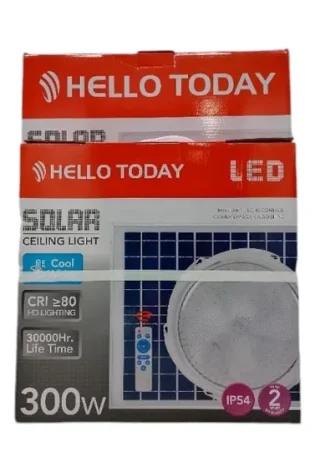 HELLO TODAY
SOLAR
HELLO TODAY
LED
SOLAR
CEILING LIGHT
Cool
CRI ≥80
HD LIGHTING
30000Hr.
Life Time
300W
IP54
2